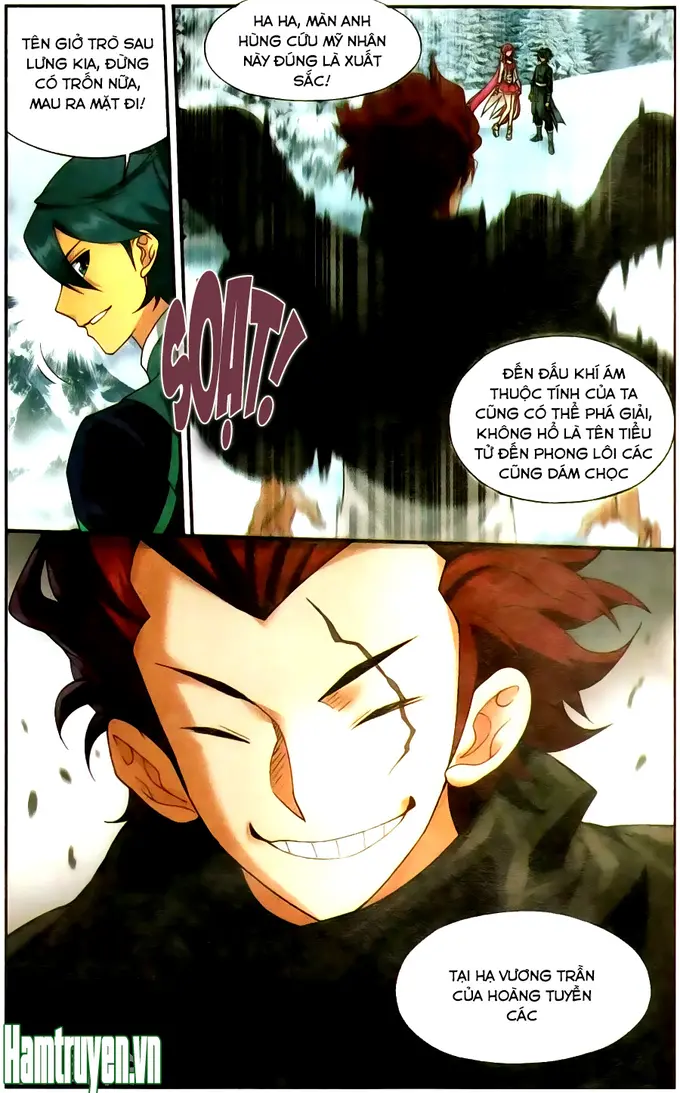 TÊN GIỞ TRÒ SAU
LƯNG KIA, ĐỪNG
CÓ TRỐN NỮA,
MAU RA MẶT ĐI!
HA HA, MÀN ANH
HÙNG CỨU MỸ NHÂN
NÀY ĐÚNG LÀ XUẤT
SẮC!
SOẠT!
ĐẾN ĐẤU KHÍ ÁM
THUỘC TÍNH CỦA TA
CŨNG CÓ THỂ PHÁ GIẢI,
KHÔNG HỔ LÀ TÊN TIỂU
TỬ ĐẾN PHONG LÔI CÁC
CŨNG DÁM CHỌC
TẠI HẠ VƯƠNG TRẦN
CỦA HOÀNG TUYỀN
CÁC
Hamtruyen.vn